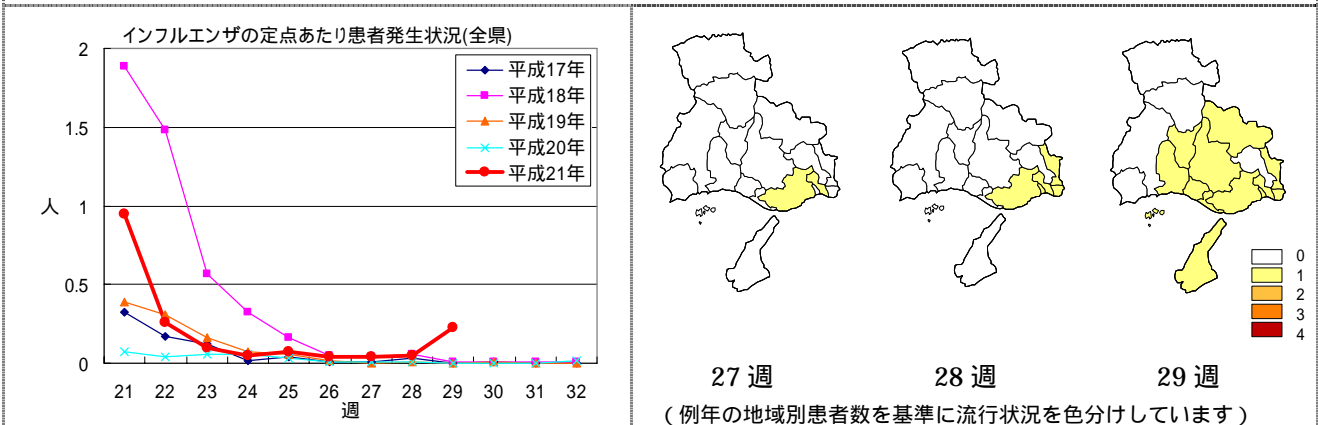 インフルエンザの定点あたり患者発生状況(全県)
2
1.5
1
0.5
0
人
平成17年
平成18年
平成19年
平成20年
平成21年
21 22 23 24 25 26 27 28 29 30 31 32
週
0
1
2
3
4
27 週 28 週 29 週
(例年の地域別患者数を基準に流行状況を色分けしています)